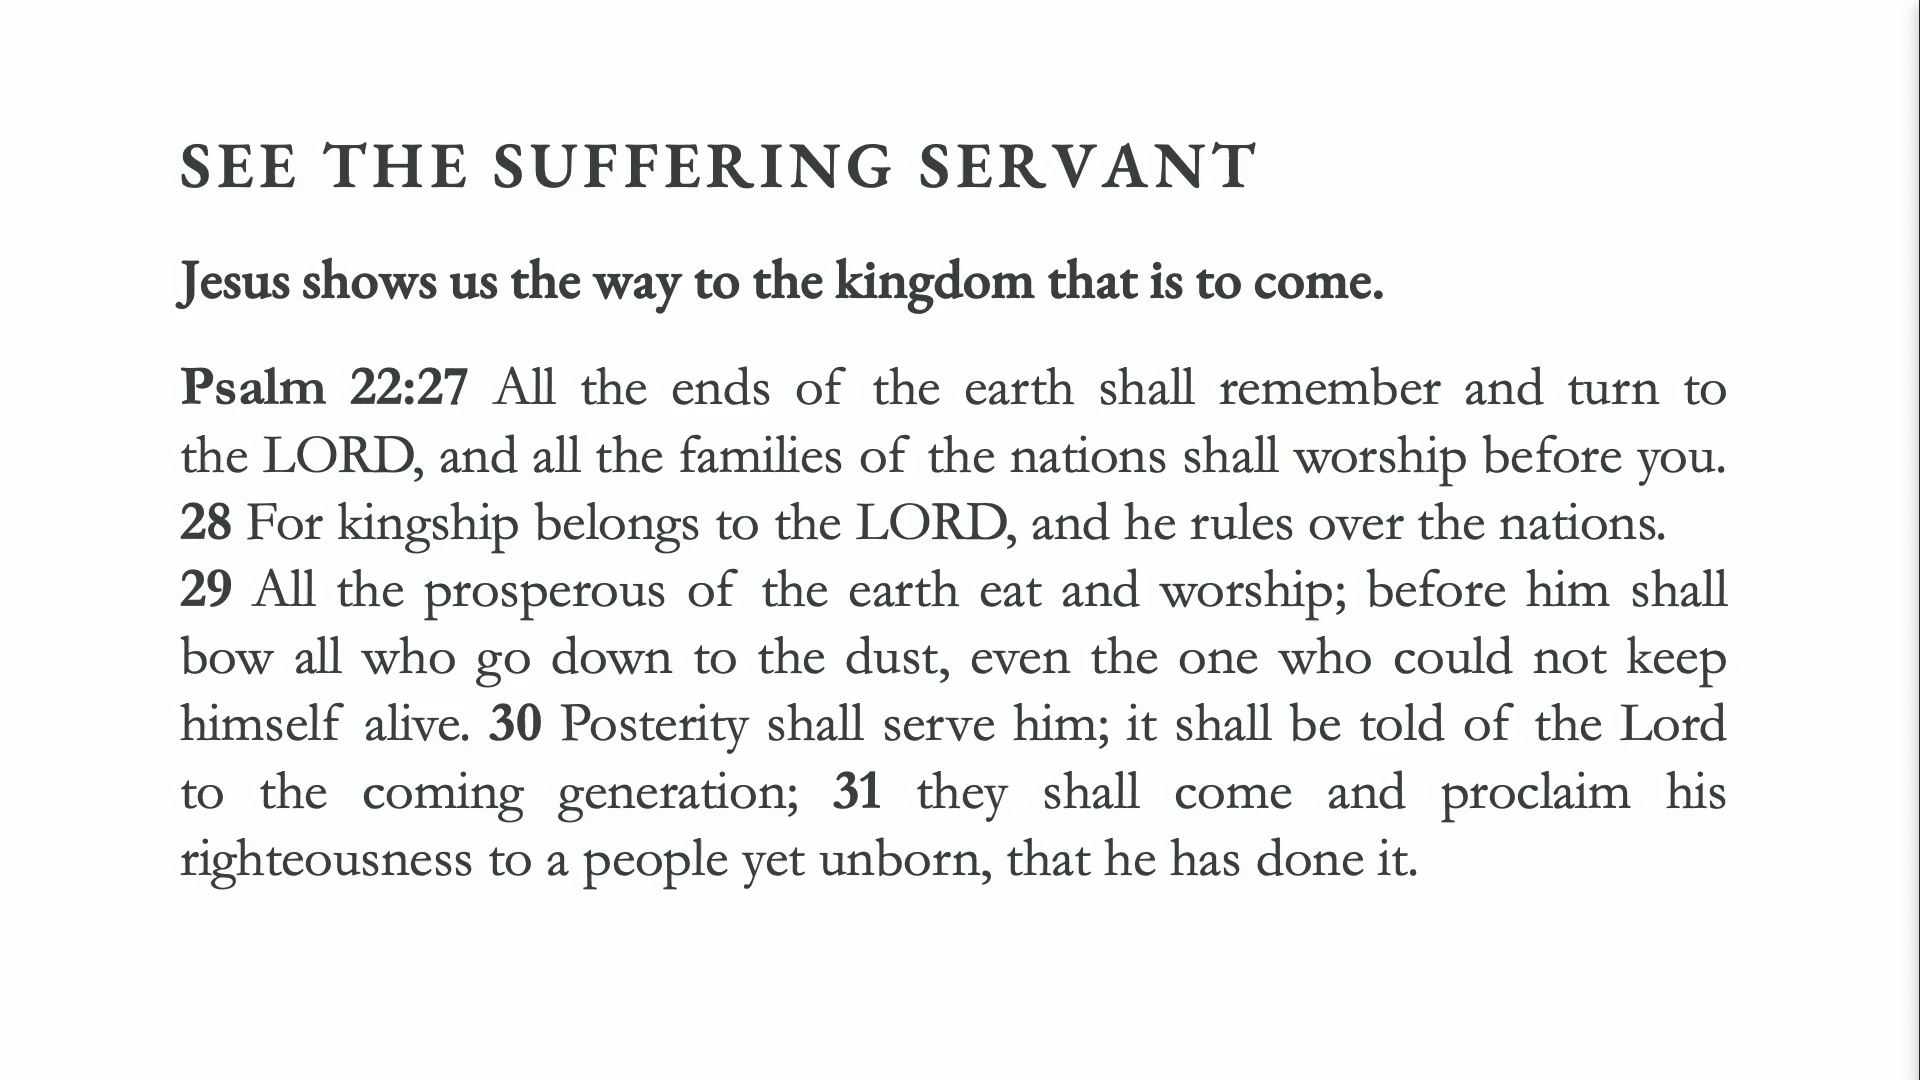 SEE THE SUFFERING SERVANT
Jesus shows us the way to the kingdom that is to come.
Psalm 22:27 All the ends of the earth shall remember and turn to
the LORD, and all the families of the nations shall worship before you.
28 For kingship belongs to the LORD, and he rules over the nations.
29 All the prosperous of the earth eat and worship; before him shall
bow all who go down to the dust, even the one who could not keep
himself alive. 30 Posterity shall serve him; it shall be told of the Lord
to the coming generation; 31 they shall come and proclaim his
righteousness to a people yet unborn, that he has done it.